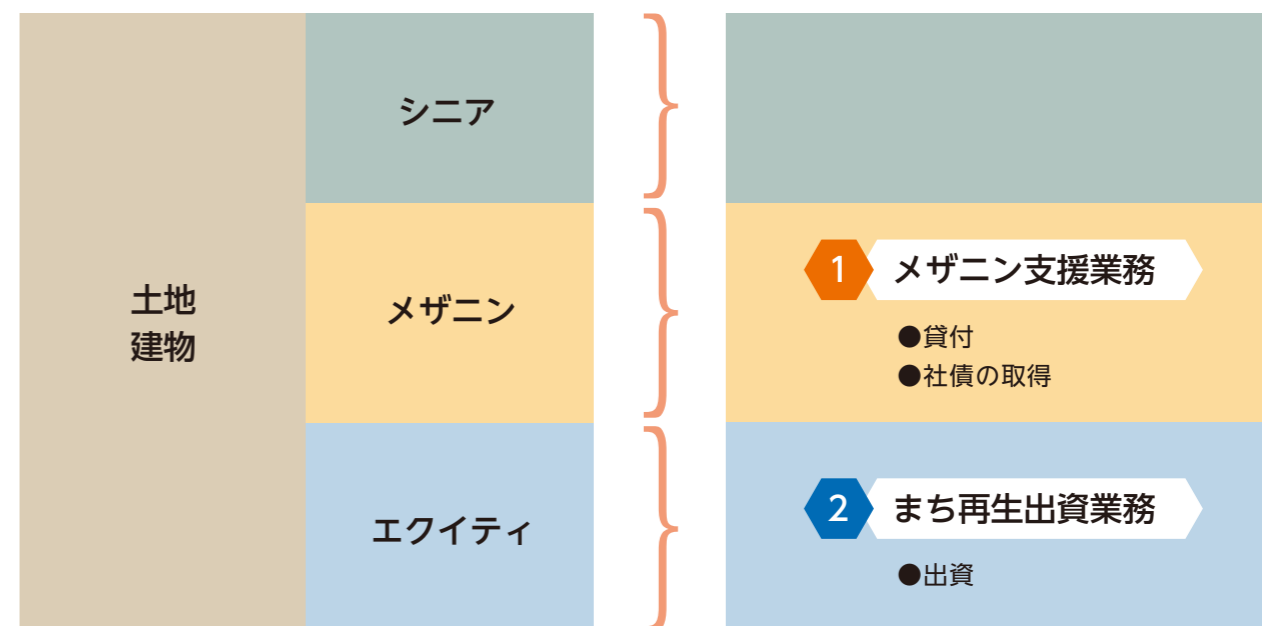 土地
建物
シニア
メザニン
エクイティ
1 メザニン支援業務
●貸付
●社債の取得
2 まち再生出資業務
●出資